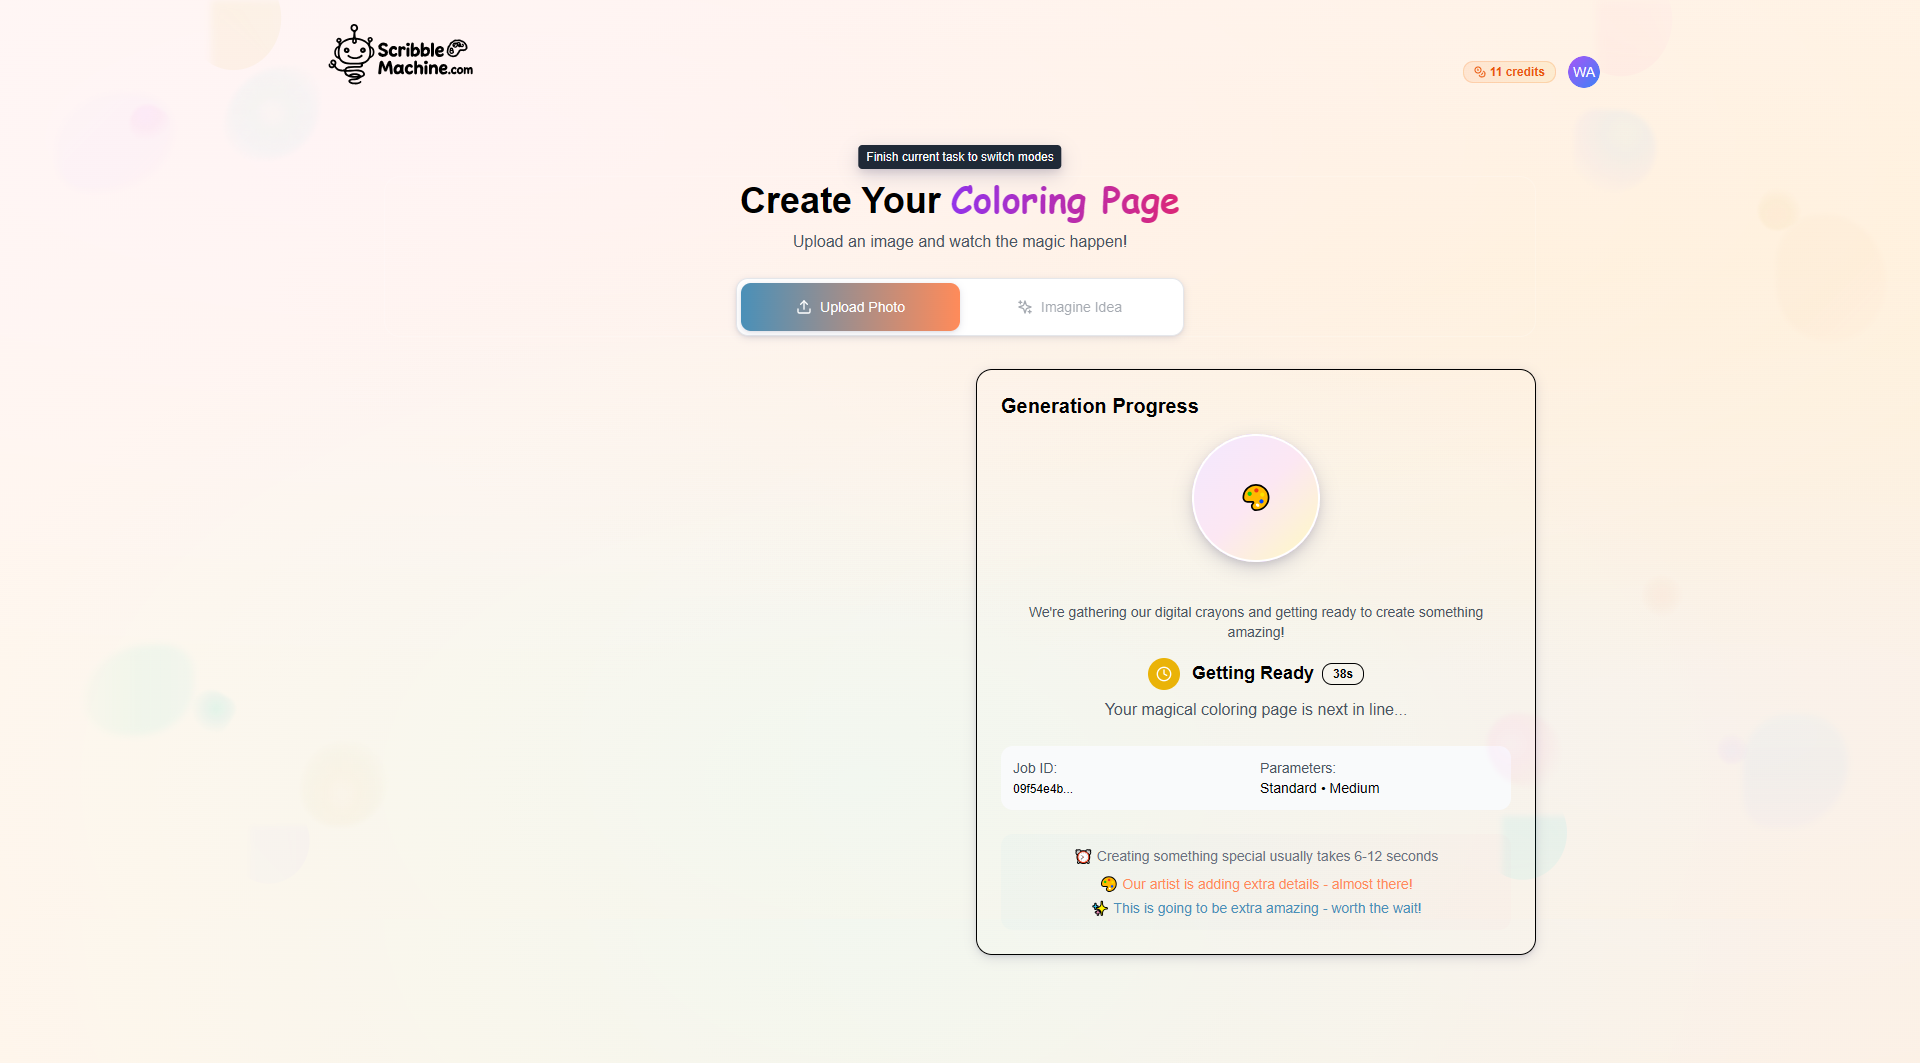 Scribble
Machine.com
11 credits
WA
Finish current task to switch modes
Create Your Coloring Page
Upload an image and watch the magic happen!
Upload Photo
Imagine Idea
Generation Progress
We're gathering our digital crayons and getting ready to create something
amazing!
Getting Ready 38s
Your magical coloring page is next in line...
Job ID:
09f54e4b...
Parameters:
Standard • Medium
Creating something special usually takes 6-12 seconds
Our artist is adding extra details - almost there!
This is going to be extra amazing - worth the wait!